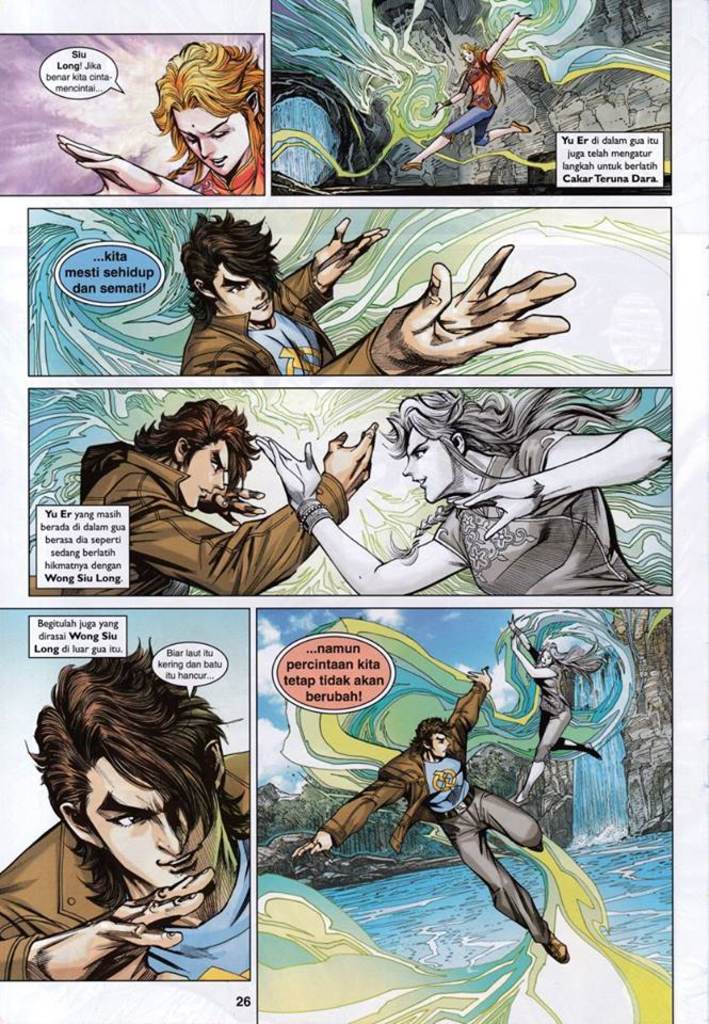 Siu
Long! Jika
benar kita cinta-
mencintai...
Yu Er di dalam gua itu
juga telah mengatur
langkah untuk berlatih
Cakar Teruna Dara.
...kita
mesti sehidup
dan semati!
Yu Er yang masih
berada di dalam gua
berasa dia seperti
sedang berlatih
hikmatnya dengan
Wong Siu Long.
Begitulah juga yang
dirasai Wong Siu
Long di luar gua itu.
Biar laut itu
kering dan batu
itu hancur...
...namun
percintaan kita
tetap tidak akan
berubah!
26